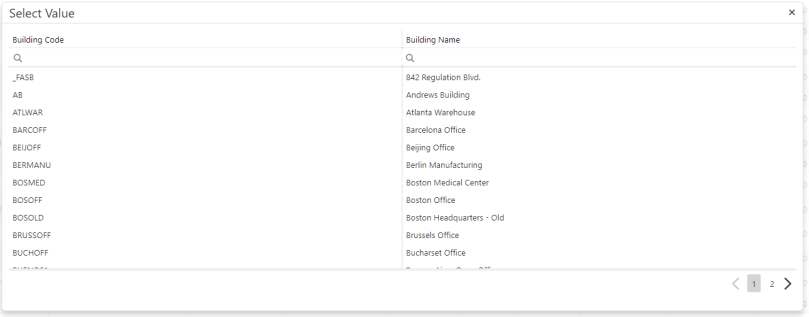 Select Value
Building Code Building Name
_FASB 842 Regulation Blvd.
AB Andrews Building
ATLWAR Atlanta Warehouse
BARCOFF Barcelona Office
BEIJOFF Beijing Office
BERMANU Berlin Manufacturing
BOSMED Boston Medical Center
BOSOFF Boston Office
BOSOLD Boston Headquarters - Old
BRUSSOFF Brussels Office
BUCHOFF Bucharset Office
1 2